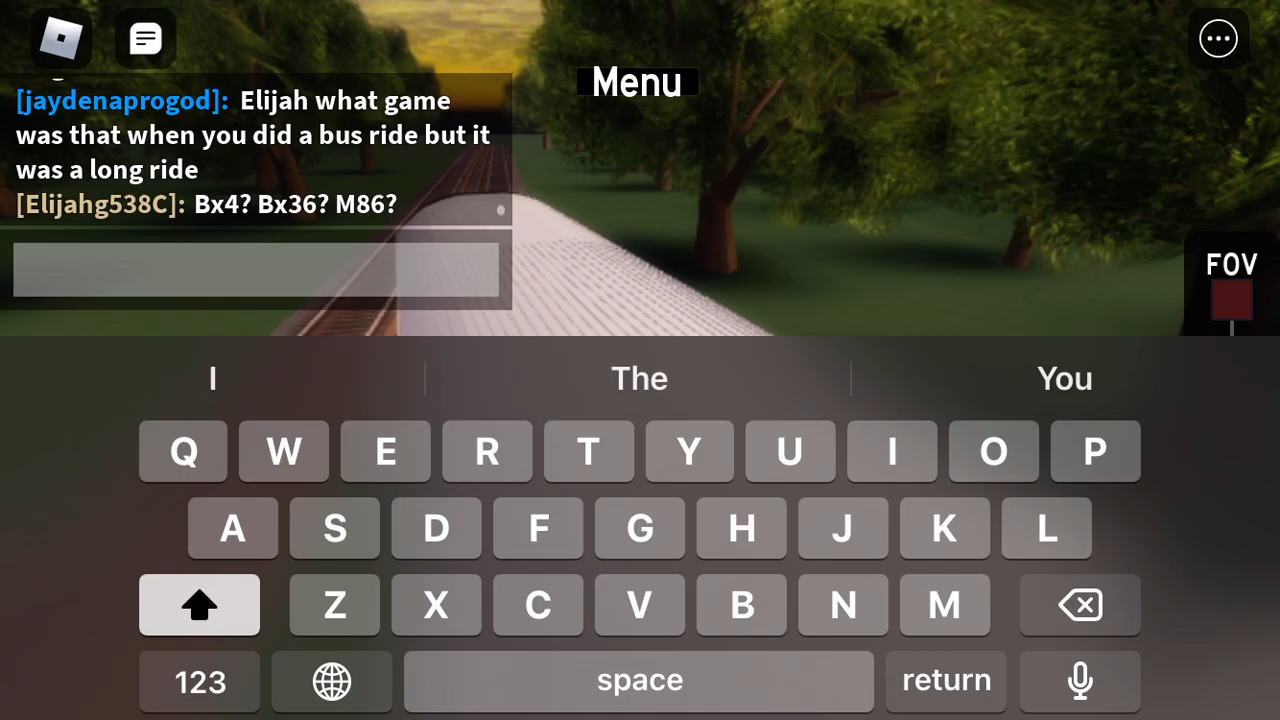 Menu
[jaydenaprogod]: Elijah what game
was that when you did a bus ride but it
was a long ride
[Elijahg538C]: Bx4? Bx36? M86?
FOV
I The You
Q W E R T Y U I O P
A S D F G H J K L
Z X C V B N M
123 space return